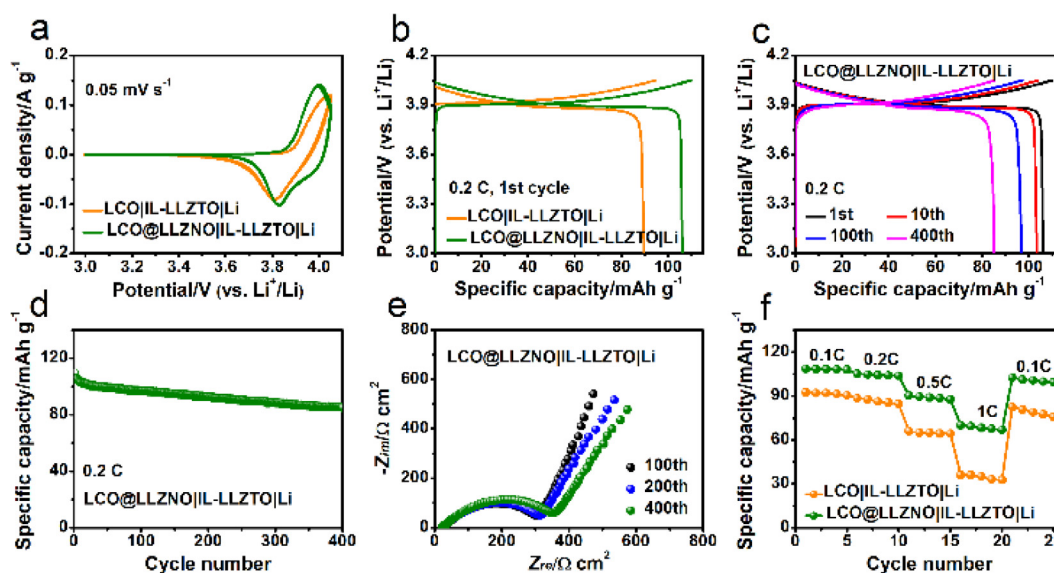 a
Current density/A g⁻¹
0.2
0.1
0.0
-0.1
-0.2
0.05 mV s⁻¹
LCO|IL-LLZTO|Li
LCO@LLZNO|IL-LLZTO|Li
3.0 3.2 3.4 3.6 3.8 4.0
Potential/V (vs. Li⁺/Li)
b
Potential/V (vs. Li⁺/Li)
4.2
3.9
3.6
3.3
3.0
0.2 C, 1st cycle
LCO|IL-LLZTO|Li
LCO@LLZNO|IL-LLZTO|Li
0 20 40 60 80 100
Specific capacity/mAh g⁻¹
c
Potential/V (vs. Li⁺/Li)
4.2
3.9
3.6
3.3
3.0
LCO@LLZNO|IL-LLZTO|Li
0.2 C
1st 10th
100th 400th
0 20 40 60 80 100
Specific capacity/mAh g⁻¹
d
Specific capacity/mAh g⁻¹
160
120
80
40
0
0.2 C
LCO@LLZNO|IL-LLZTO|Li
0 100 200 300 400
Cycle number
e
-Zim/Ω cm²
800
600
400
200
0
LCO@LLZNO|IL-LLZTO|Li
100th
200th
400th
0 200 400 600 800
Zre/Ω cm²
f
Specific capacity/mAh g⁻¹
135
90
45
0
0.1C 0.2C 0.5C 1C 0.1C
LCO|IL-LLZTO|Li
LCO@LLZNO|IL-LLZTO|Li
0 5 10 15 20 25
Cycle number